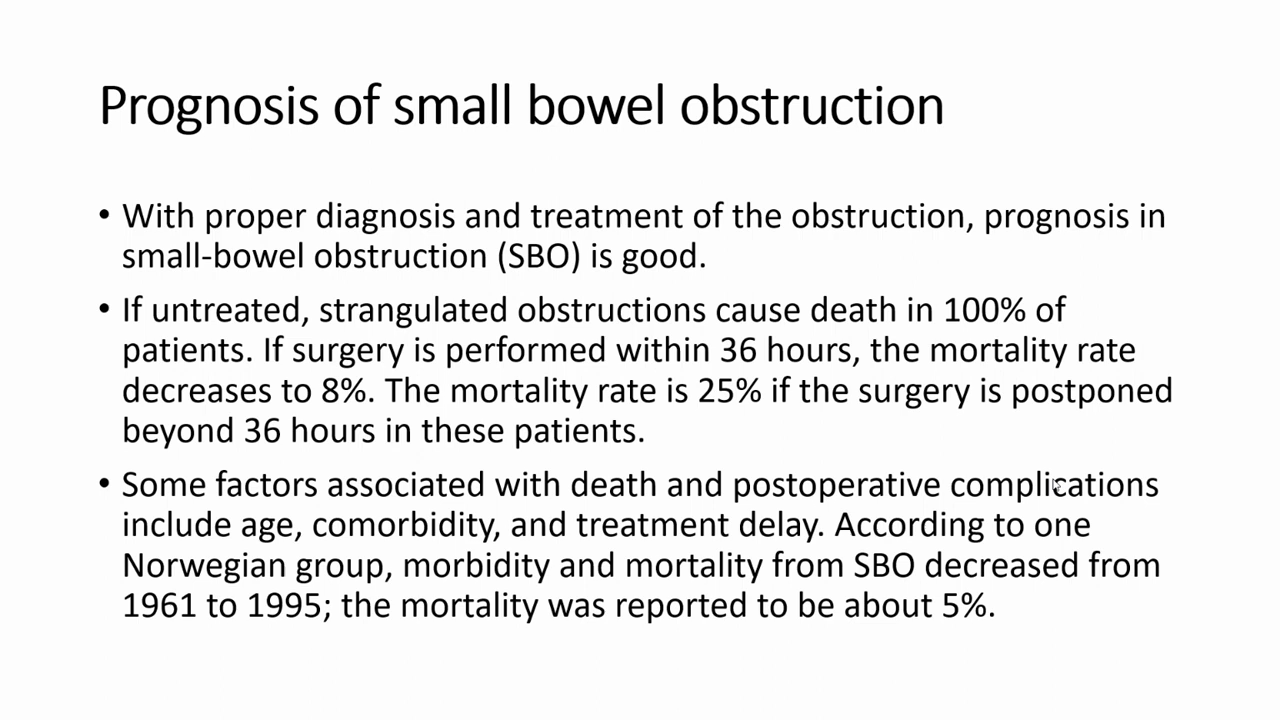 Prognosis of small bowel obstruction
• With proper diagnosis and treatment of the obstruction, prognosis in
small-bowel obstruction (SBO) is good.
• If untreated, strangulated obstructions cause death in 100% of
patients. If surgery is performed within 36 hours, the mortality rate
decreases to 8%. The mortality rate is 25% if the surgery is postponed
beyond 36 hours in these patients.
• Some factors associated with death and postoperative complications
include age, comorbidity, and treatment delay. According to one
Norwegian group, morbidity and mortality from SBO decreased from
1961 to 1995; the mortality was reported to be about 5%.